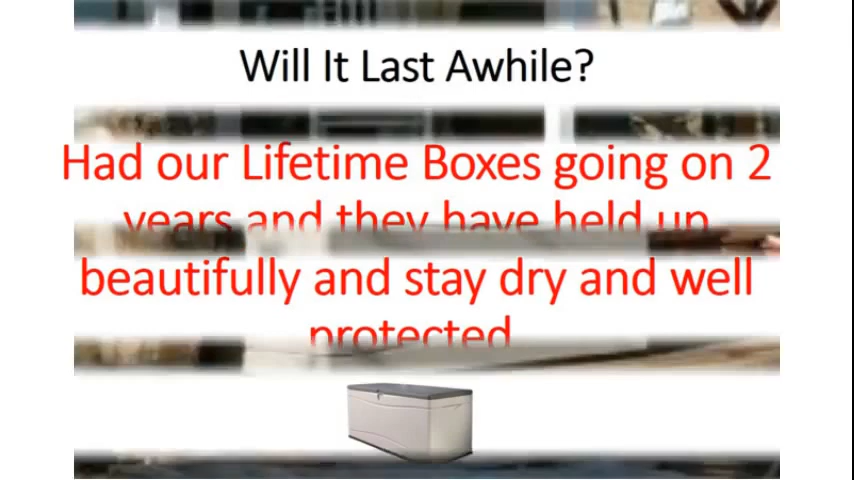 Will It Last Awhile?
Had our Lifetime Boxes going on 2
years and they have held up
beautifully and stay dry and well
protected